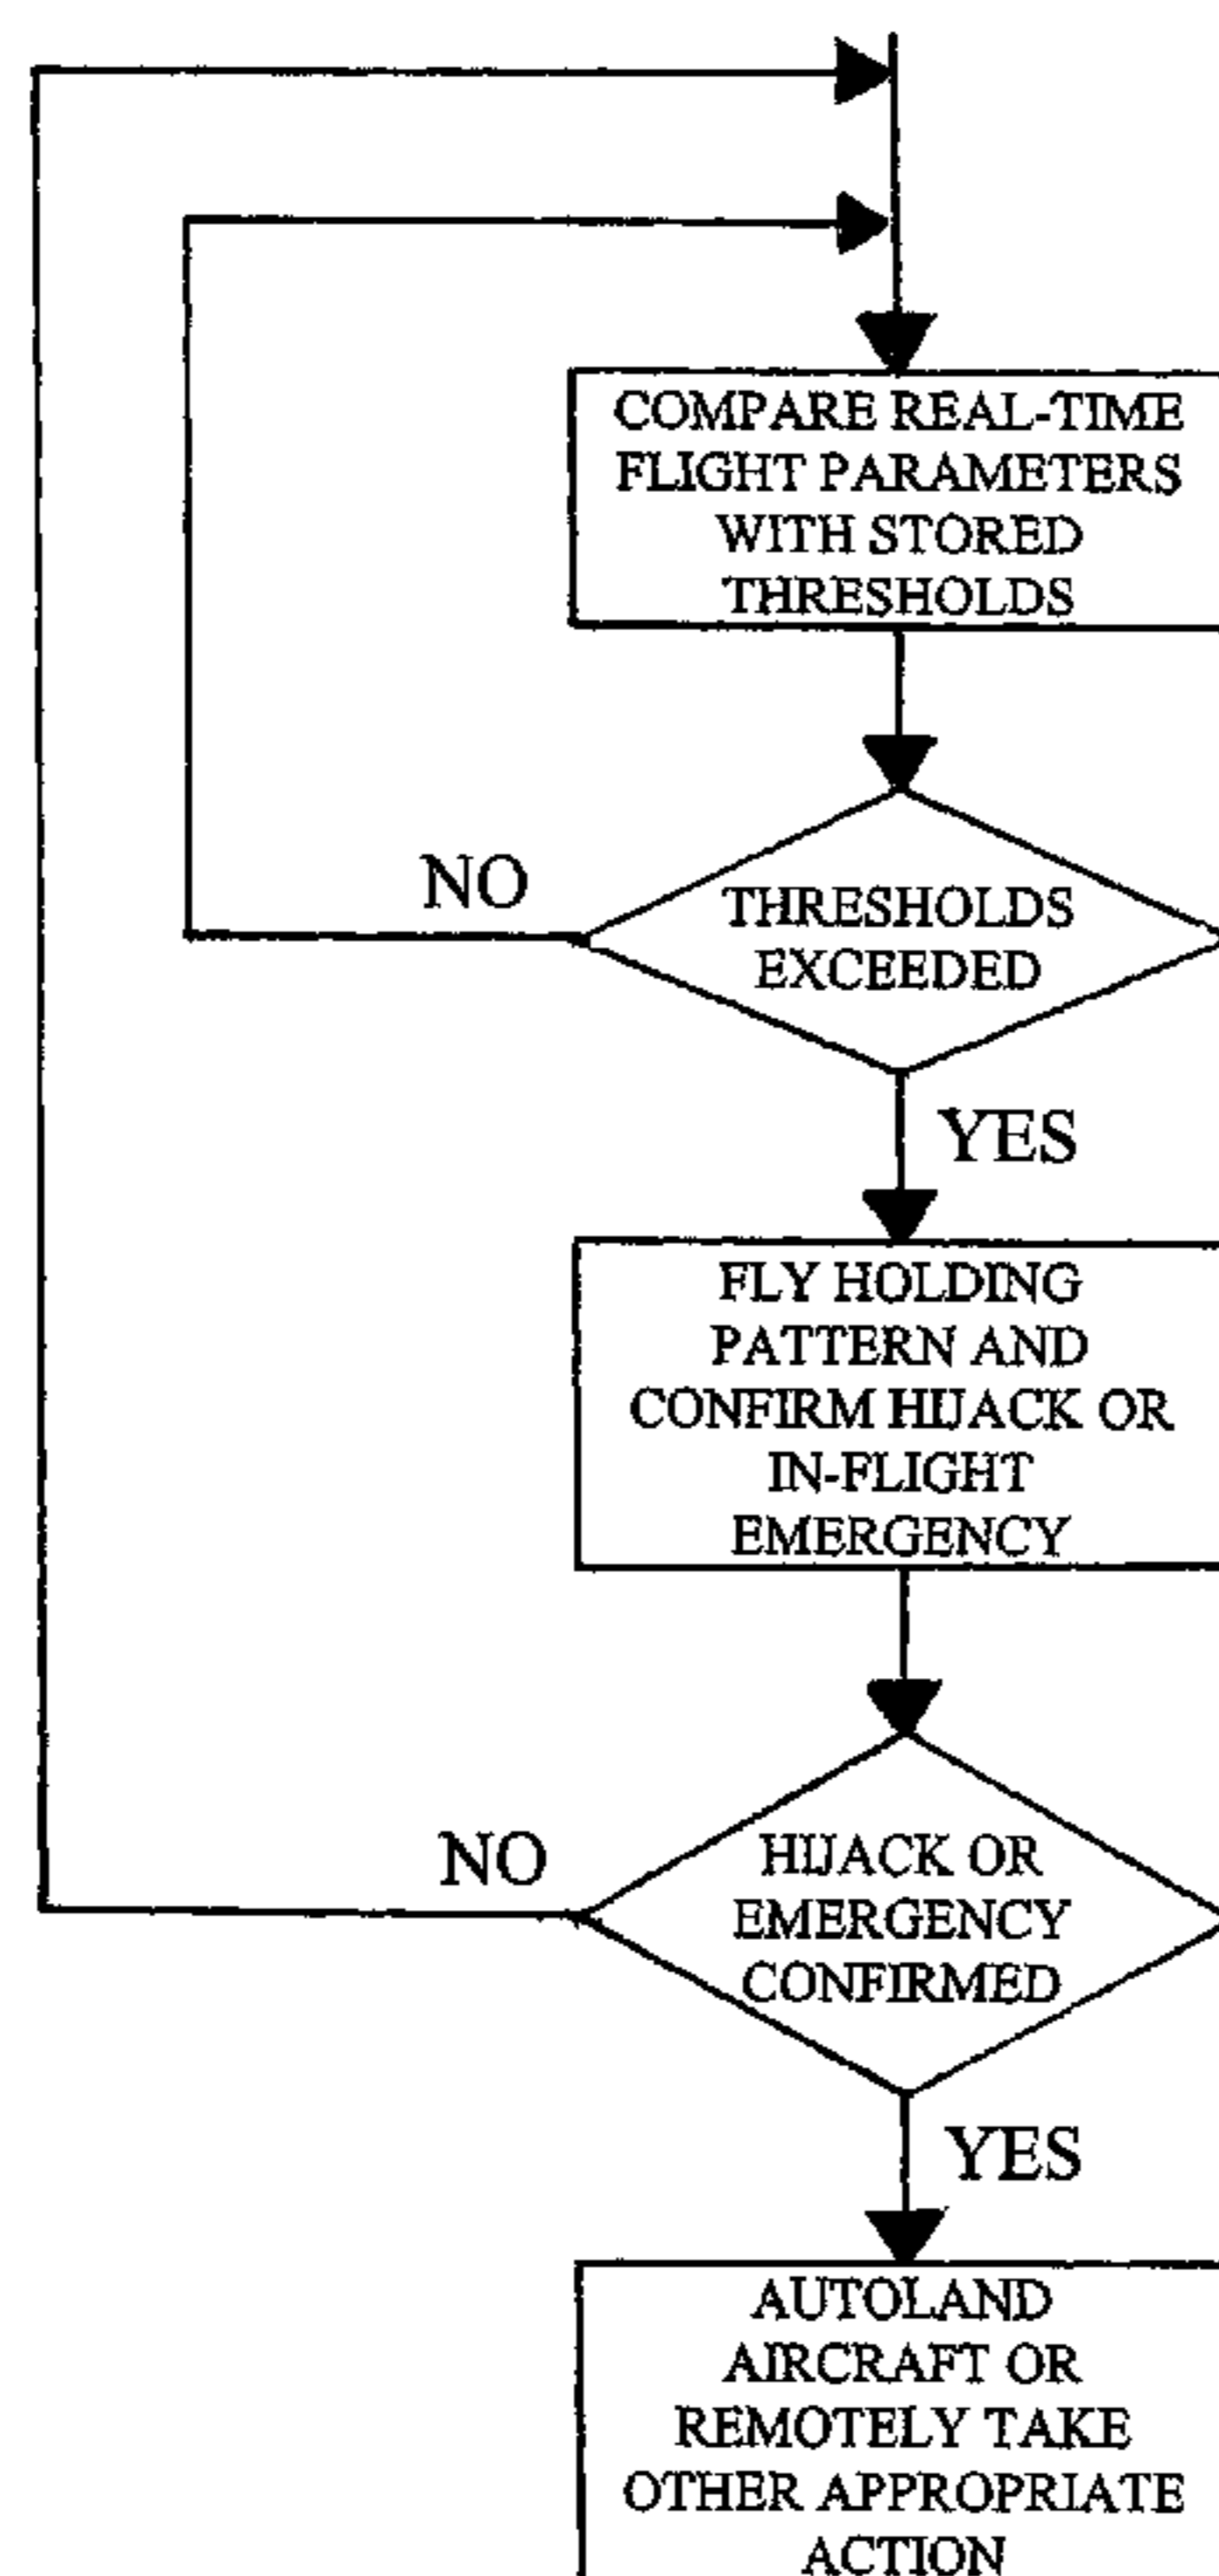 COMPARE REAL-TIME
FLIGHT PARAMETERS
WITH STORED
THRESHOLDS
NO
THRESHOLDS
EXCEEDED
YES
FLY HOLDING
PATTERN AND
CONFIRM HIJACK OR
IN-FLIGHT
EMERGENCY
NO
HIJACK OR
EMERGENCY
CONFIRMED
YES
AUTOLAND
AIRCRAFT OR
REMOTELY TAKE
OTHER APPROPRIATE
ACTION